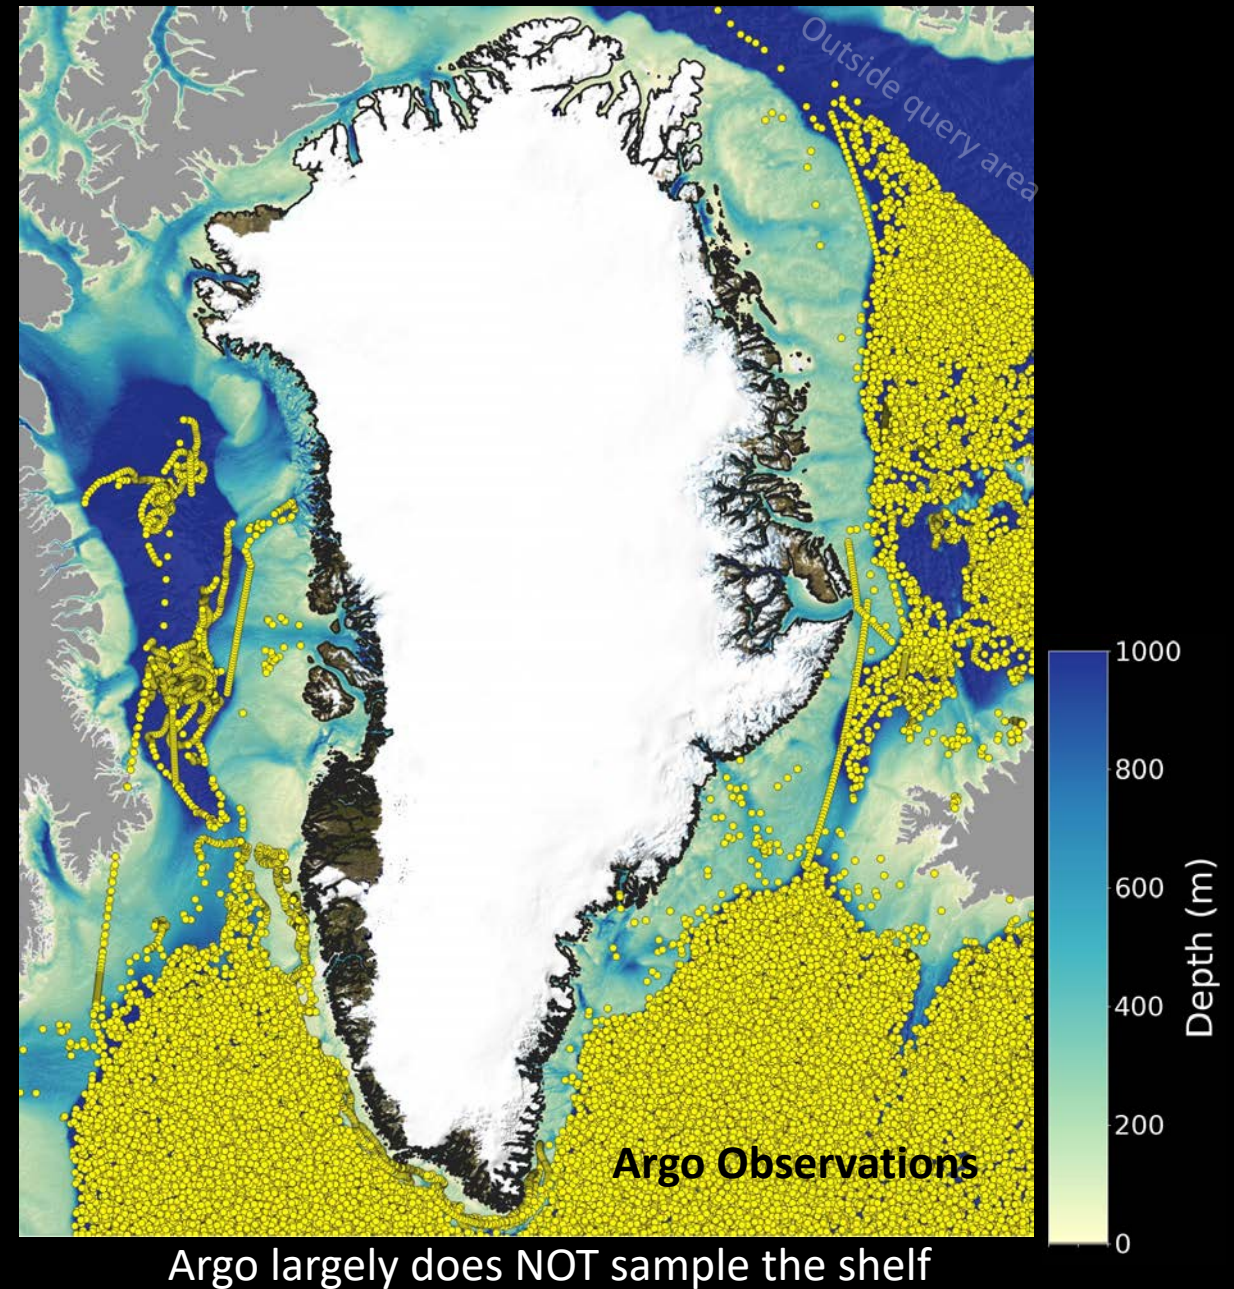 Outside query area
1000
800
600
400
200
0
Depth (m)
Argo Observations
Argo largely does NOT sample the shelf